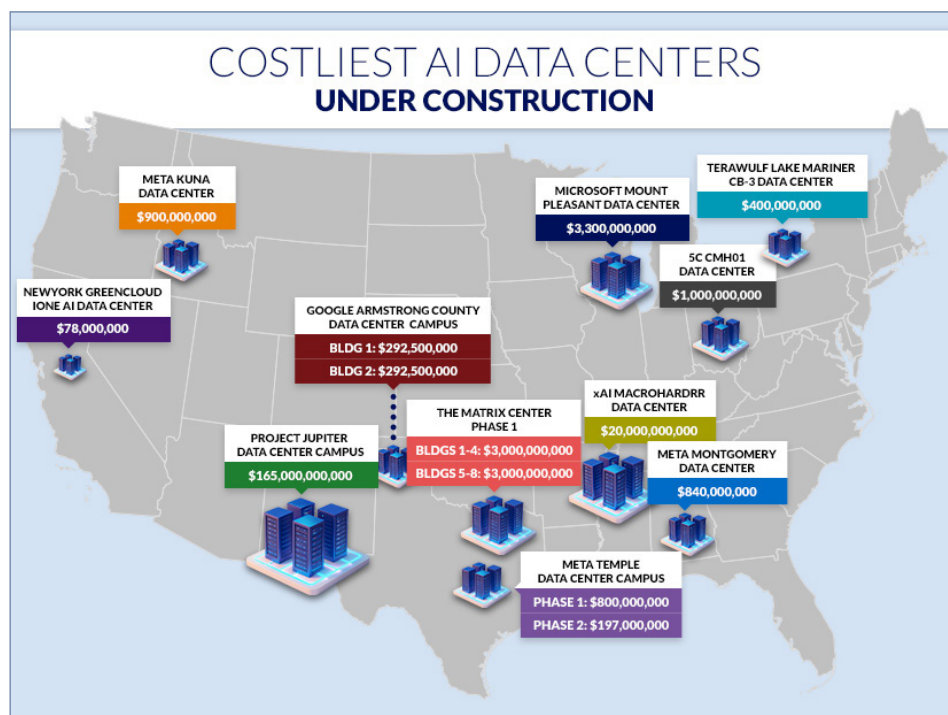 COSTLIEST AI DATA CENTERS
UNDER CONSTRUCTION
META KUNA
DATA CENTER
$900,000,000
MICROSOFT MOUNT
PLEASANT DATA CENTER
$3,300,000,000
TERAWULF LAKE MARINER
CB-3 DATA CENTER
$400,000,000
5C CMH01
DATA CENTER
$1,000,000,000
NEWYORK GREENCLOUD
IONE AI DATA CENTER
$78,000,000
GOOGLE ARMSTRONG COUNTY
DATA CENTER CAMPUS
BLDG 1: $292,500,000
BLDG 2: $292,500,000
xAI MACROHARDRR
DATA CENTER
$20,000,000,000
THE MATRIX CENTER
PHASE 1
BLDGS 1-4: $3,000,000,000
BLDGS 5-8: $3,000,000,000
PROJECT JUPITER
DATA CENTER CAMPUS
$165,000,000,000
META MONTGOMERY
DATA CENTER
$840,000,000
META TEMPLE
DATA CENTER CAMPUS
PHASE 1: $800,000,000
PHASE 2: $197,000,000